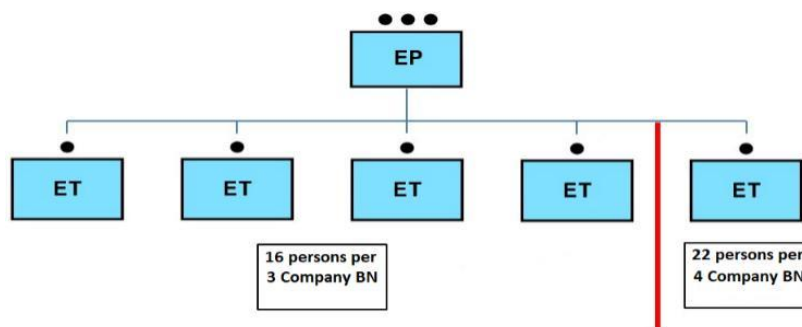 EP
ET
ET
ET
ET
ET
16 persons per
3 Company BN
22 persons per
4 Company BN